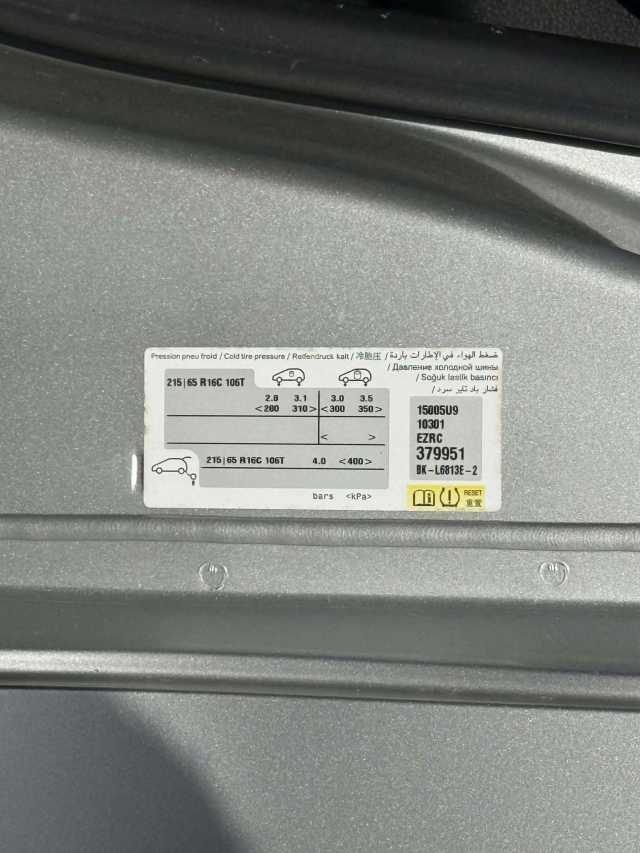 Pression pneu froid / Cold tire pressure / Reifendruck kalt / 冷胎压 / ضغط الهواء في الإطارات باردة
/ Давление холодной шины
/ Soğuk lastik basıncı
/ فشار باد تایر سرد
215|65 R16C 106T
2.8 3.1 3.0 3.5
<280 310> <300 350>
< >
215|65 R16C 106T 4.0 <400>
bars <kPa>
15005U9
10301
EZRC
379951
BK-L6813E-2
RESET
重置